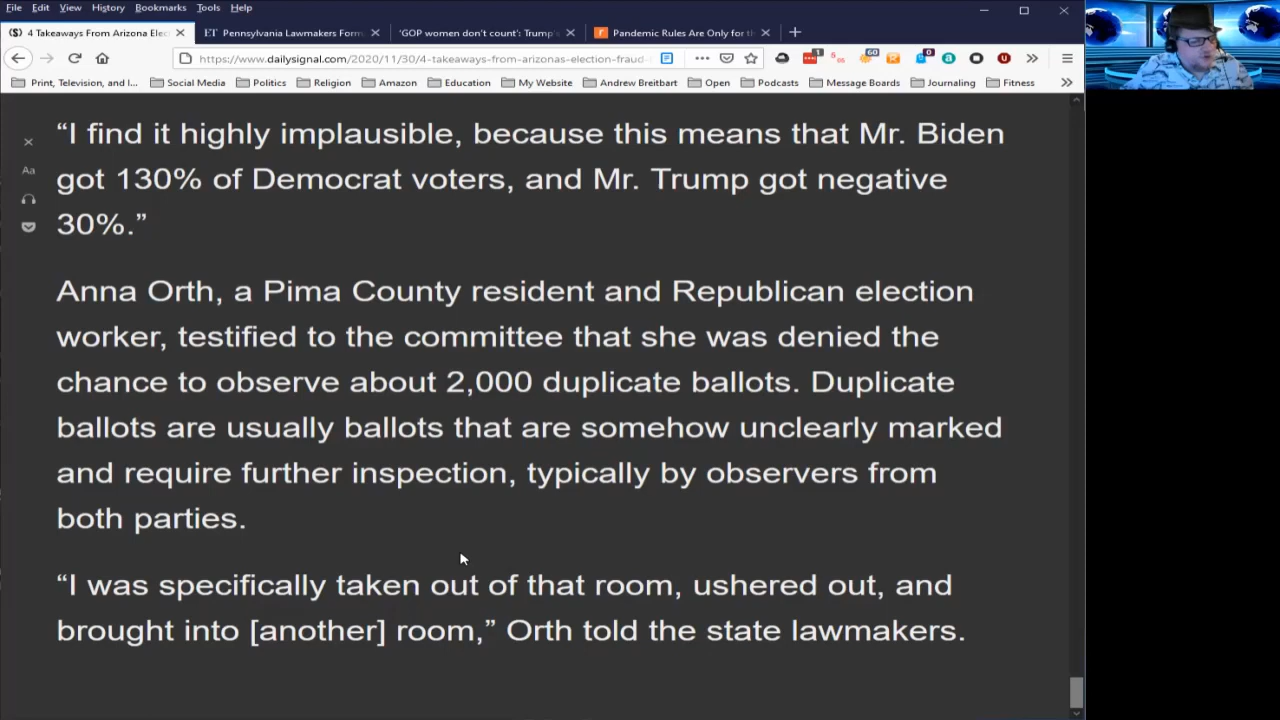 File Edit View History Bookmarks Tools Help
($) 4 Takeaways From Arizona Elec
ET Pennsylvania Lawmakers Form
'GOP women don't count': Trump's
Pandemic Rules Are Only for th
https://www.dailysignal.com/2020/11/30/4-takeaways-from-arizonas-election-fraud
1
60
0
Print, Television, and I... Social Media Politics Religion Amazon Education My Website Andrew Breitbart Open Podcasts Message Boards Journaling Fitness
Aa
“I find it highly implausible, because this means that Mr. Biden
got 130% of Democrat voters, and Mr. Trump got negative
30%.”
Anna Orth, a Pima County resident and Republican election
worker, testified to the committee that she was denied the
chance to observe about 2,000 duplicate ballots. Duplicate
ballots are usually ballots that are somehow unclearly marked
and require further inspection, typically by observers from
both parties.
“I was specifically taken out of that room, ushered out, and
brought into [another] room,” Orth told the state lawmakers.